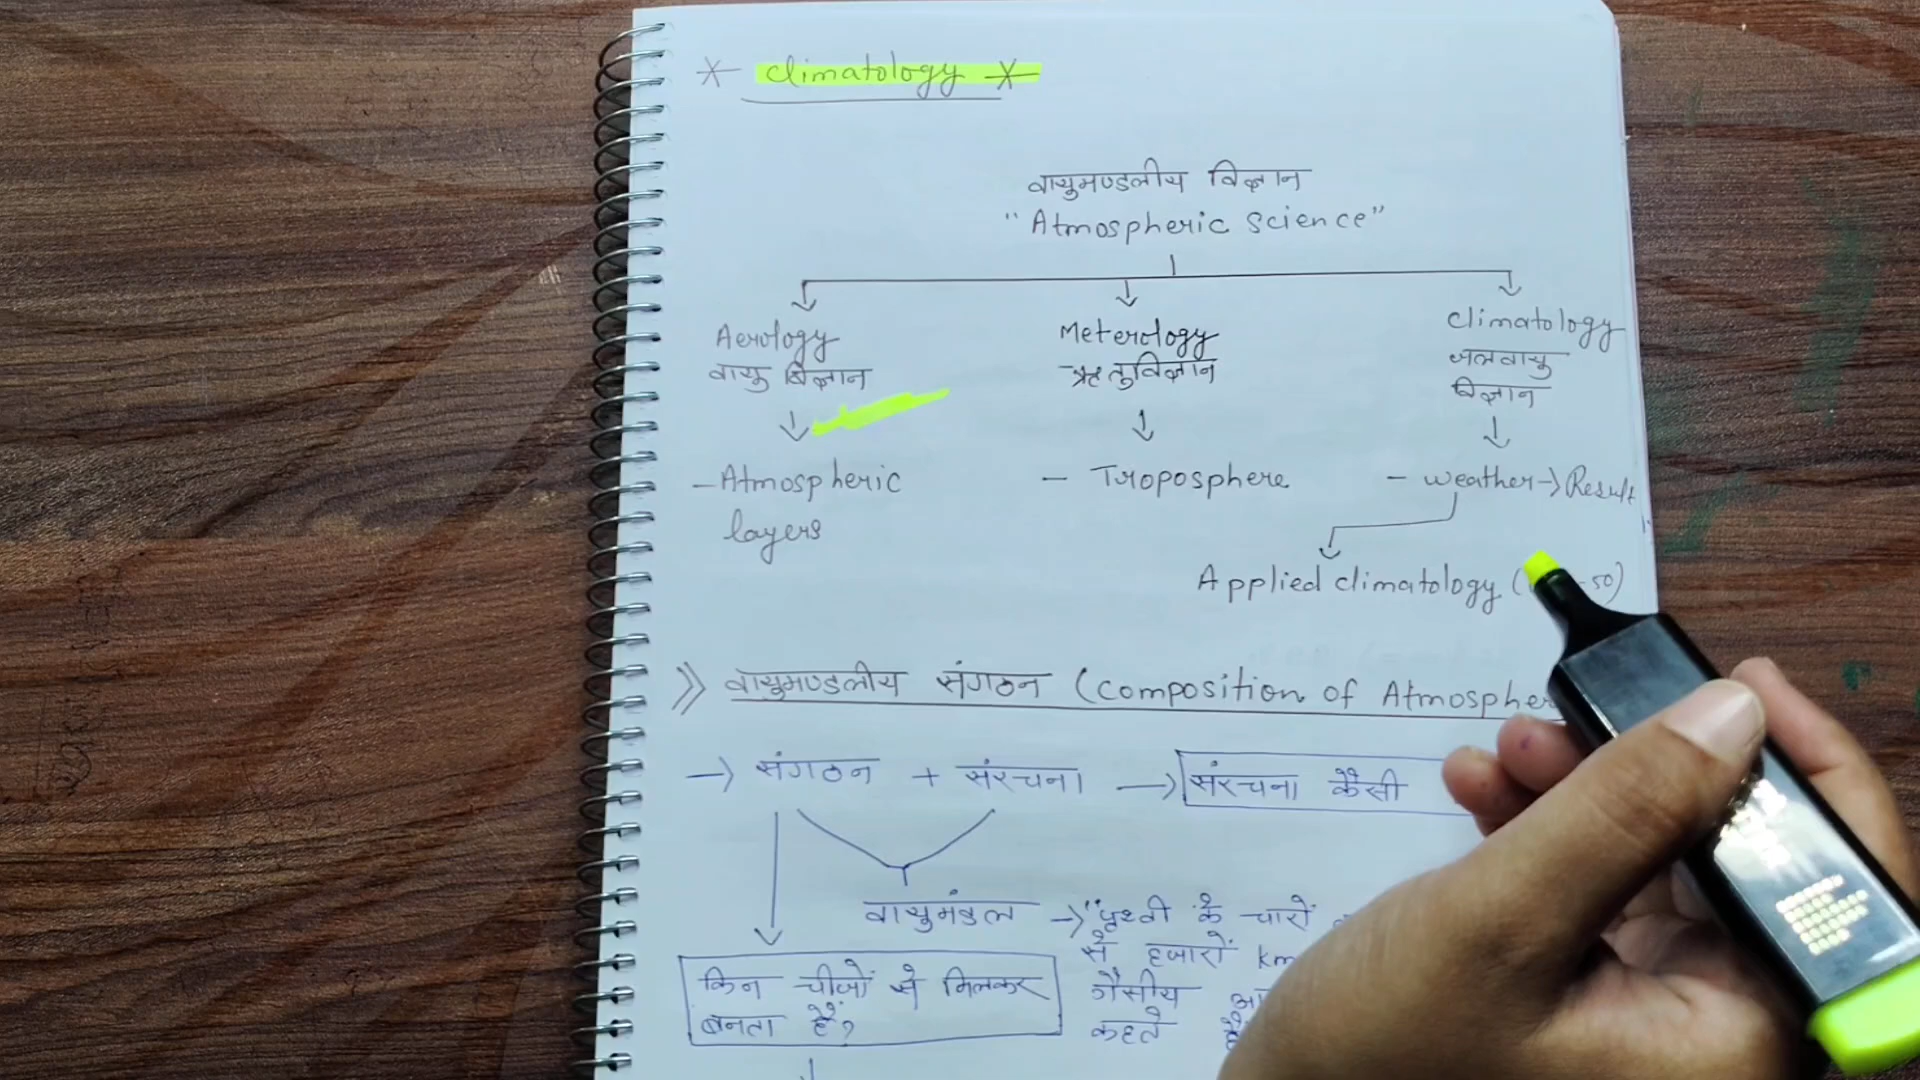 * Climatology *
वायुमण्डलीय विज्ञान
"Atmospheric Science"
Aerology
वायु विज्ञान
Meterology
ऋतुविज्ञान
Climatology
जलवायु
विज्ञान
- Atmospheric
layers
- Troposphere
- weather → Result
Applied climatology ( -50)
» वायुमण्डलीय संगठन (Composition of Atmospher
→ संगठन + संरचना → संरचना कैसी
वायुमंडल → "पृथ्वी के चारों
से हजारों km
गैसीय
कहते
किन चीजों से मिलकर
बनता है?